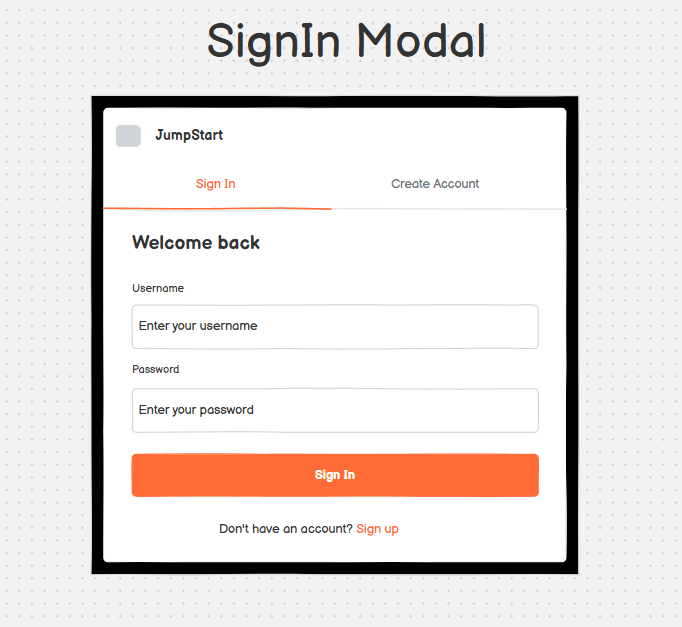 SignIn Modal
JumpStart
Sign In
Create Account
Welcome back
Username
Enter your username
Password
Enter your password
Sign In
Don't have an account? Sign up